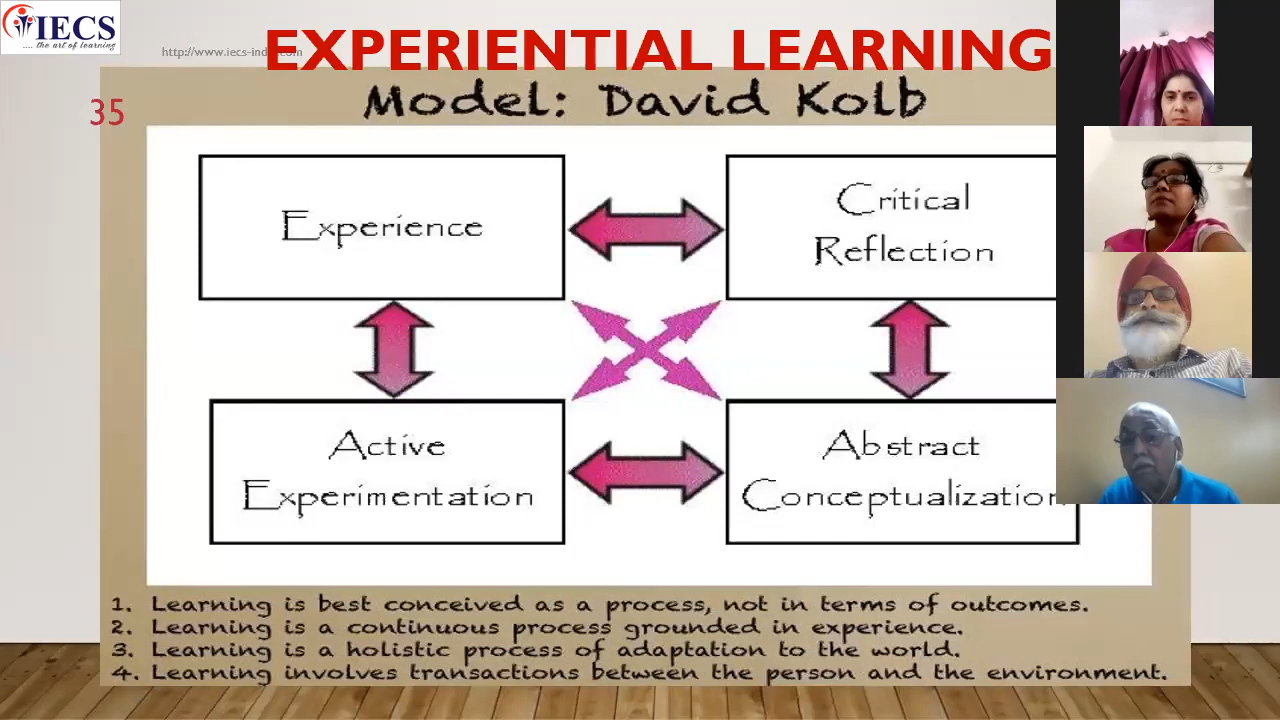 IECS
.... the art of learning
http://www.iecs-india.com
EXPERIENTIAL LEARNING
35
Model: David Kolb
Experience
Critical
Reflection
Active
Experimentation
Abstract
Conceptualization
1. Learning is best conceived as a process, not in terms of outcomes.
2. Learning is a continuous process grounded in experience.
3. Learning is a holistic process of adaptation to the world.
4. Learning involves transactions between the person and the environment.